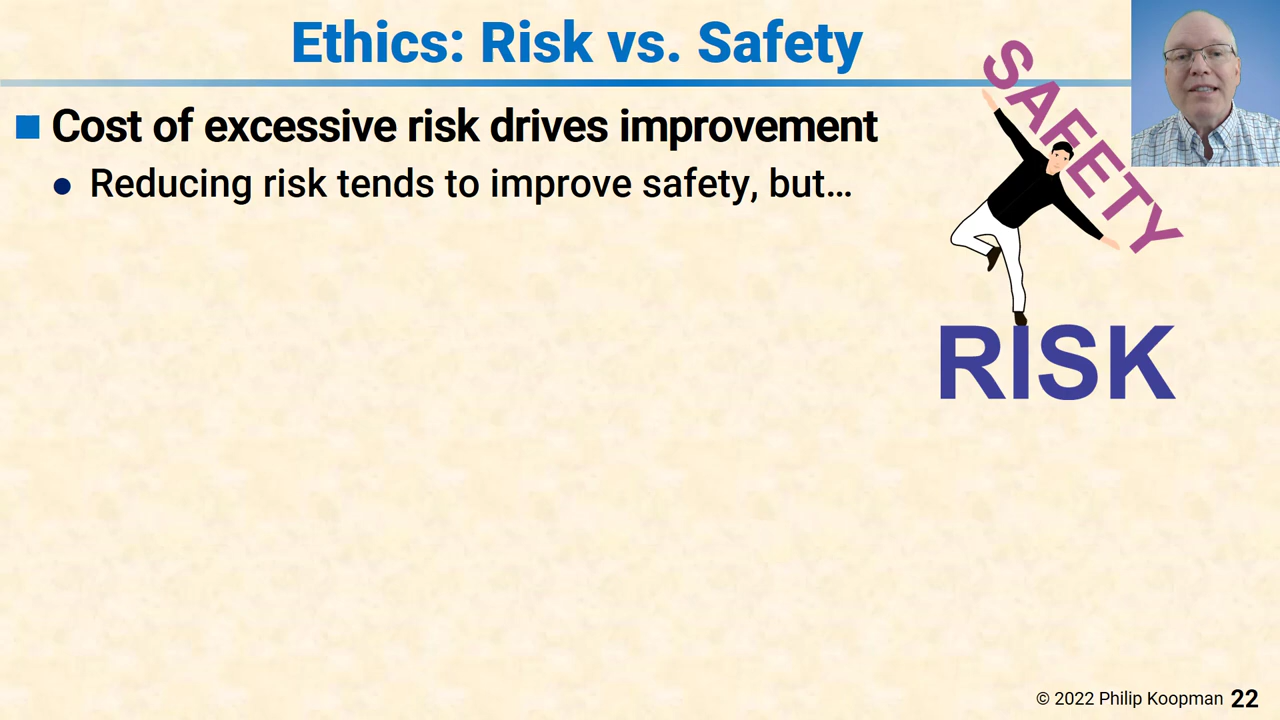 Ethics: Risk vs. Safety
Cost of excessive risk drives improvement
Reducing risk tends to improve safety, but…
SAFETY
RISK
© 2022 Philip Koopman 22